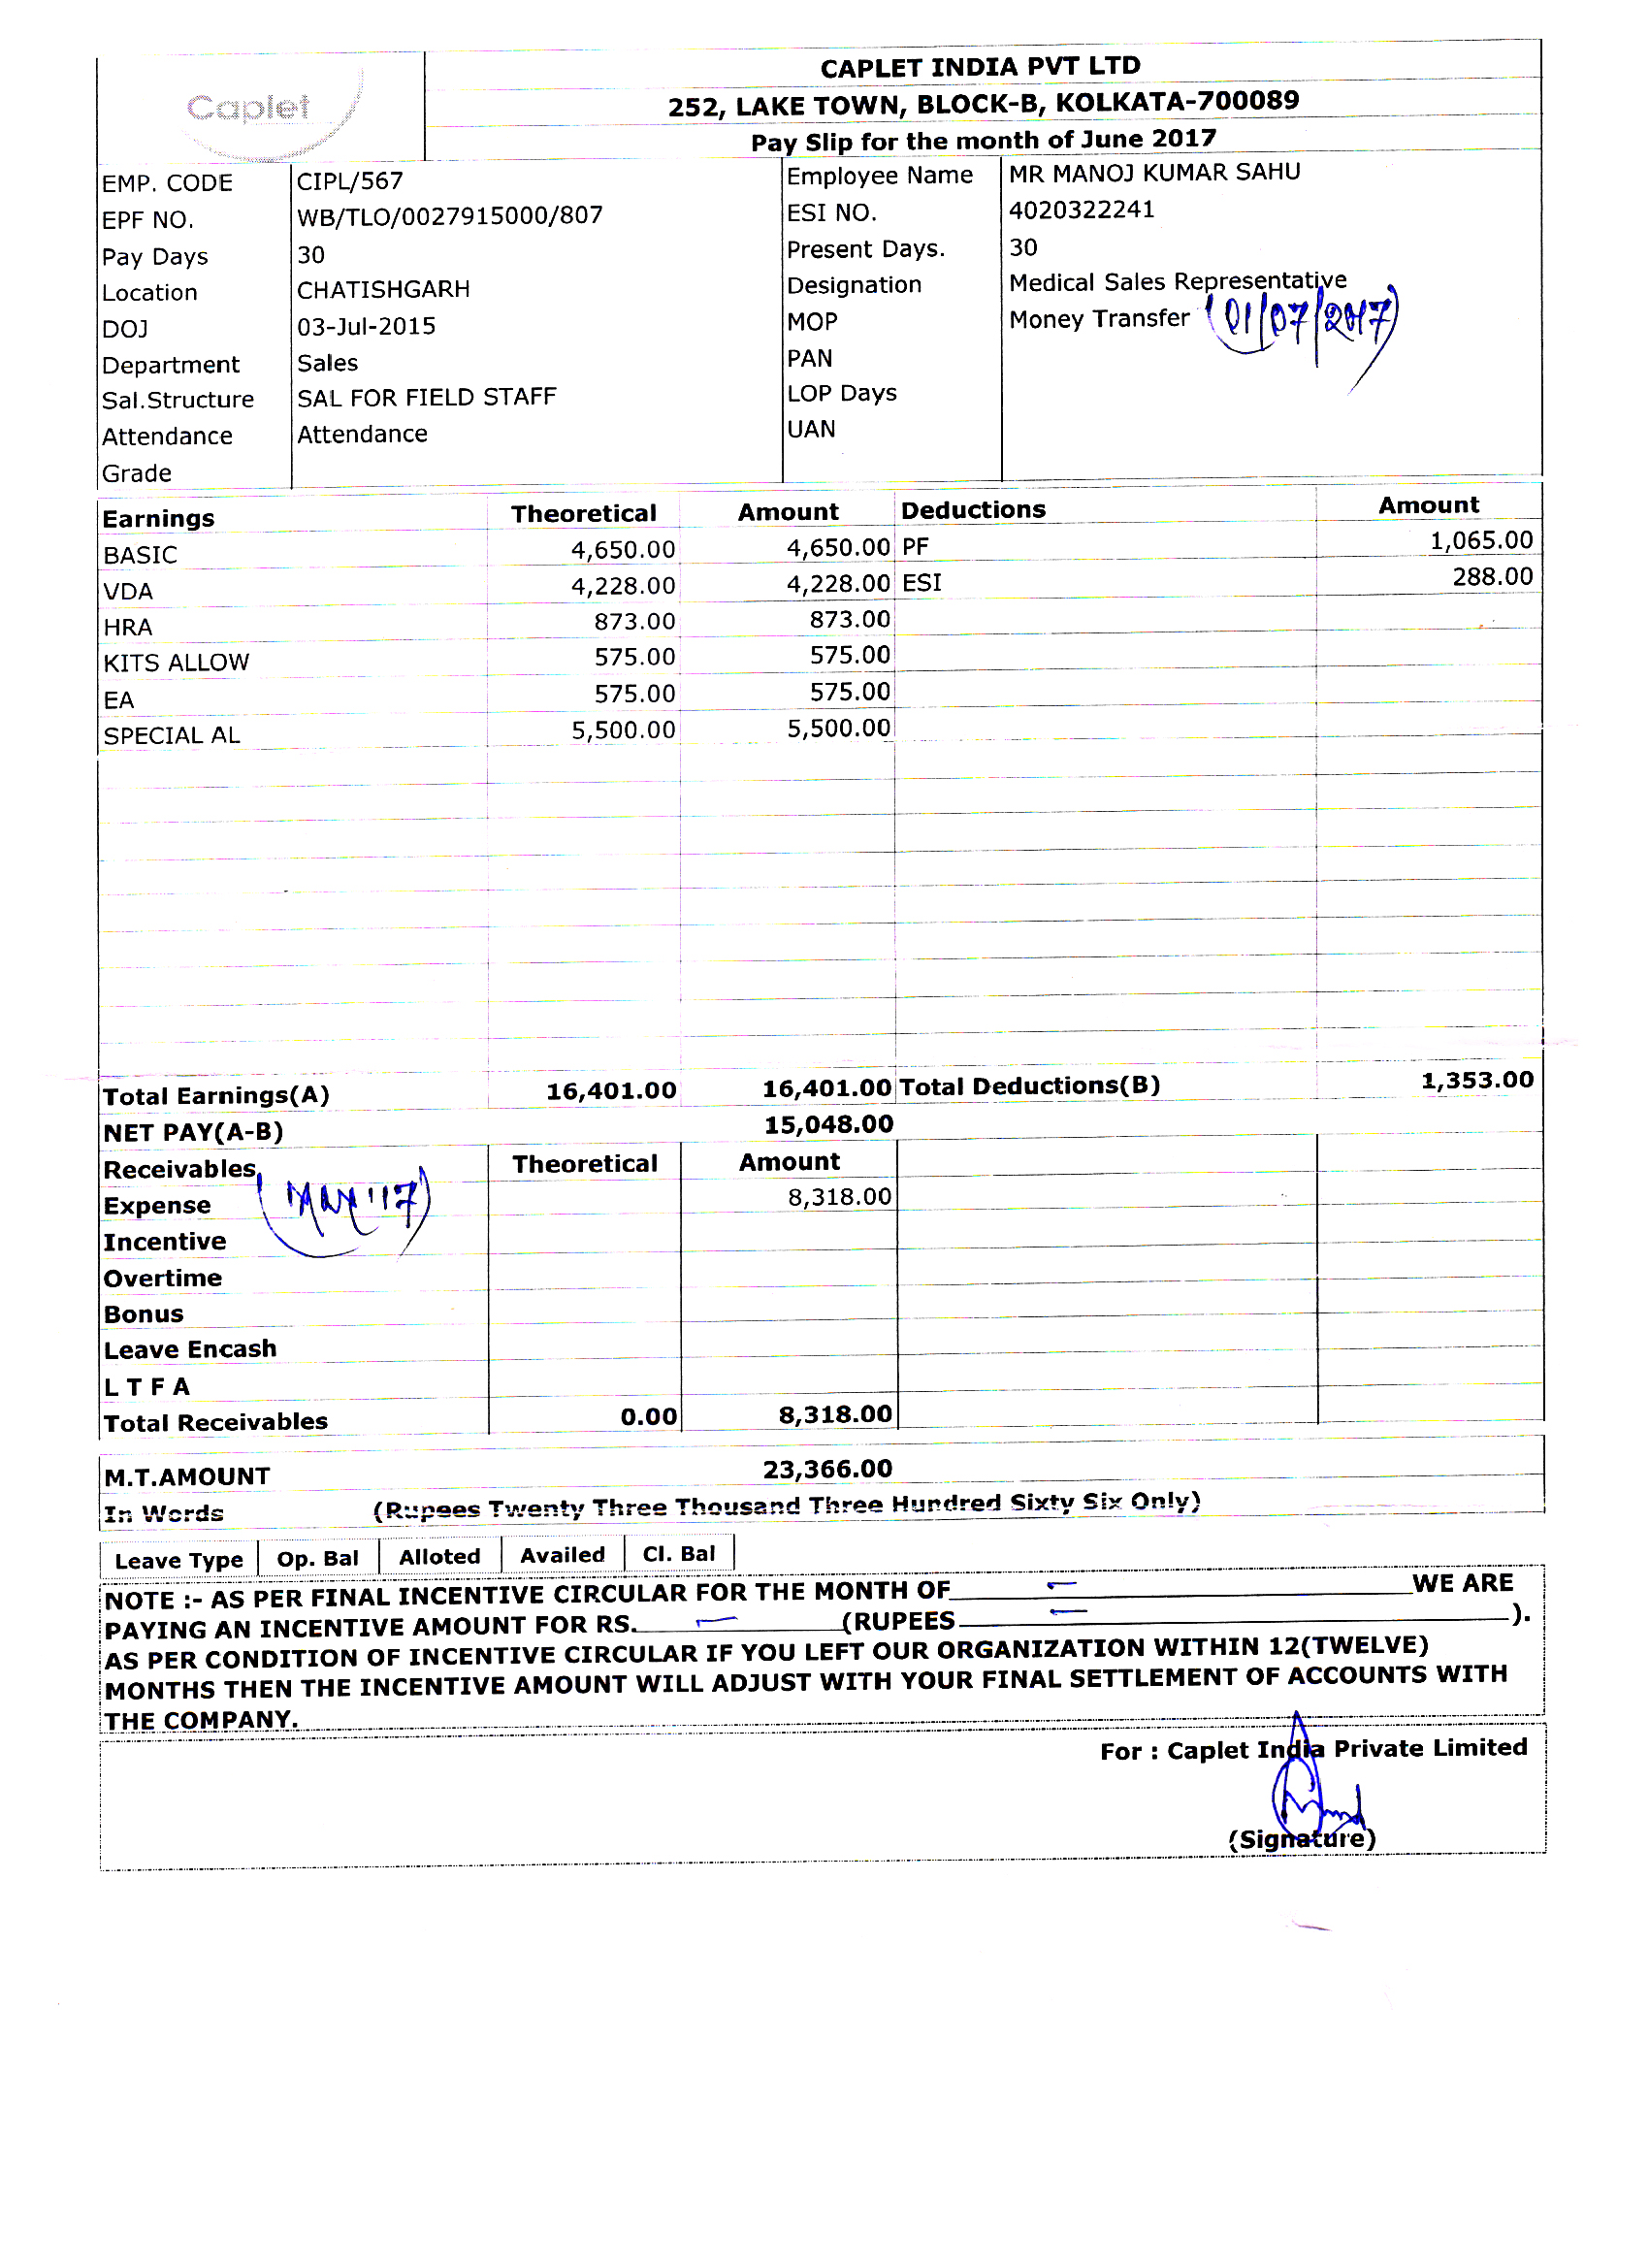 Caplet
CAPLET INDIA PVT LTD
252, LAKE TOWN, BLOCK-B, KOLKATA-700089
Pay Slip for the month of June 2017
EMP. CODE CIPL/567 Employee Name MR MANOJ KUMAR SAHU
EPF NO. WB/TLO/0027915000/807 ESI NO. 4020322241
Pay Days 30 Present Days. 30
Location CHATISHGARH Designation Medical Sales Representative
DOJ 03-Jul-2015 MOP Money Transfer (01/07/2017)
Department Sales PAN
Sal.Structure SAL FOR FIELD STAFF LOP Days
Attendance Attendance UAN
Grade
Earnings Theoretical Amount Deductions Amount
BASIC 4,650.00 4,650.00 PF 1,065.00
VDA 4,228.00 4,228.00 ESI 288.00
HRA 873.00 873.00
KITS ALLOW 575.00 575.00
EA 575.00 575.00
SPECIAL AL 5,500.00 5,500.00
Total Earnings(A) 16,401.00 16,401.00 Total Deductions(B) 1,353.00
NET PAY(A-B) 15,048.00
Receivables Theoretical Amount
Expense 8,318.00
Incentive
Overtime
Bonus
Leave Encash
L T F A
Total Receivables 0.00 8,318.00
M.T.AMOUNT 23,366.00
In Words (Rupees Twenty Three Thousand Three Hundred Sixty Six Only)
Leave Type Op. Bal Alloted Availed Cl. Bal
NOTE :- AS PER FINAL INCENTIVE CIRCULAR FOR THE MONTH OF - WE ARE
PAYING AN INCENTIVE AMOUNT FOR RS. - (RUPEES - ).
AS PER CONDITION OF INCENTIVE CIRCULAR IF YOU LEFT OUR ORGANIZATION WITHIN 12(TWELVE)
MONTHS THEN THE INCENTIVE AMOUNT WILL ADJUST WITH YOUR FINAL SETTLEMENT OF ACCOUNTS WITH
THE COMPANY.
For : Caplet India Private Limited
(Signature)